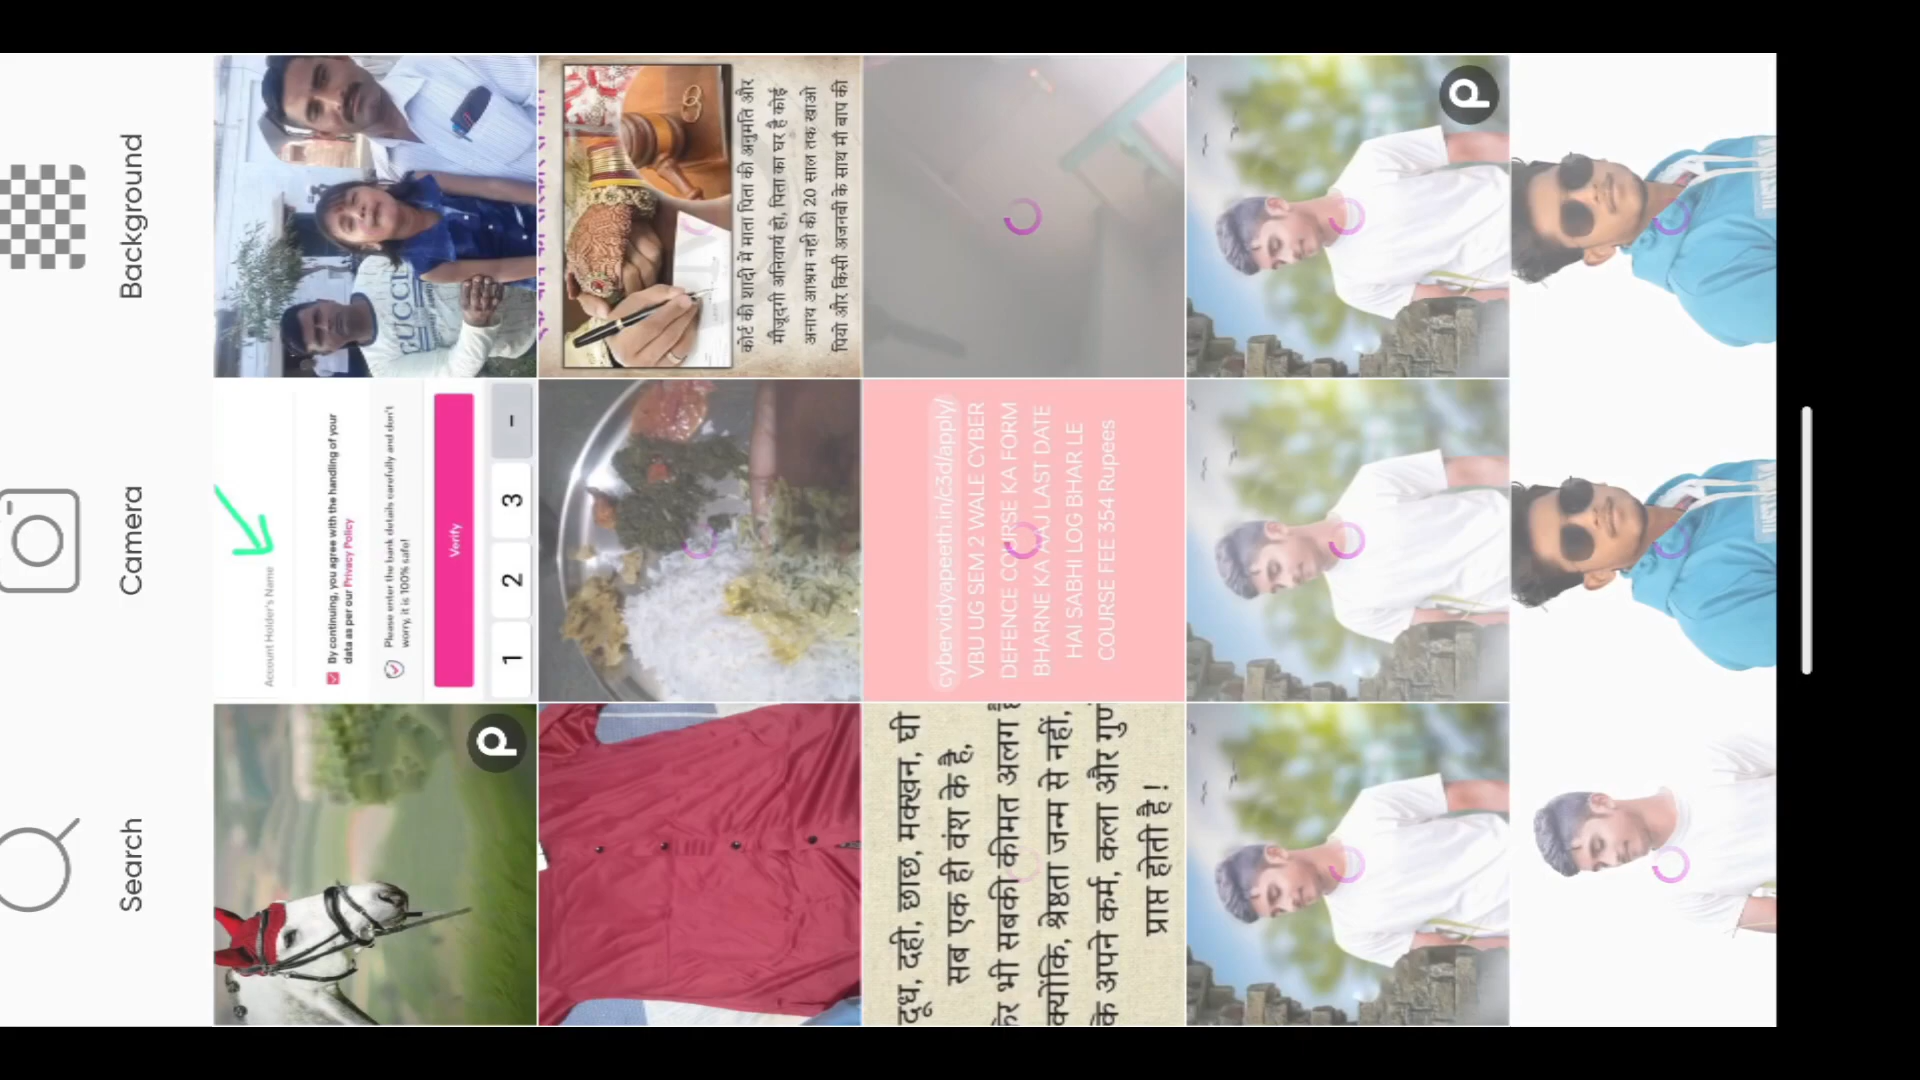 Search
Camera
Background
GUCCI
Account Holder's Name
By continuing, you agree with the handling of your
data as per our Privacy Policy
Please enter the bank details carefully and don't
worry, it is 100% safe!
Verify
1 2 3 -
कोर्ट की शादी में माता पिता की अनुमति और
मौजूदगी अनिवार्य हो, पिता का घर है कोई
अनाथ आश्रम नही की 20 साल तक खाओ
पियो और किसी अजनबी के साथ माँ बाप की
cybervidyapeeth.in/c3d/apply/
VBU UG SEM 2 WALE CYBER
DEFENCE COURSE KA FORM
BHARNE KA AAJ LAST DATE
HAI SABHI LOG BHAR LE
COURSE FEE 354 Rupees
दूध, दही, छाछ, मक्खन, घी
सब एक ही वंश के है,
भी सबकी कीमत अलग
क्योंकि, श्रेष्ठता जन्म से नहीं,
के अपने कर्म, कला और गुण
प्राप्त होती है !